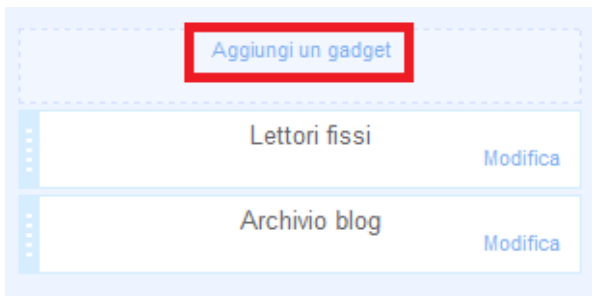 Aggiungi un gadget
Lettori fissi
Modifica
Archivio blog
Modifica